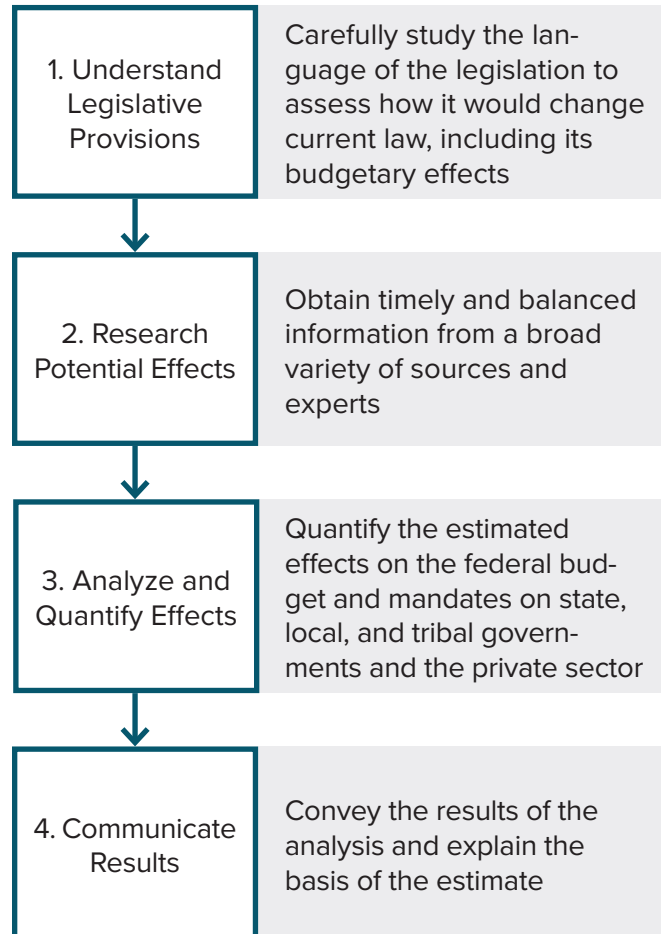 1. Understand
Legislative
Provisions
Carefully study the lan-
guage of the legislation to
assess how it would change
current law, including its
budgetary effects
2. Research
Potential Effects
Obtain timely and balanced
information from a broad
variety of sources and
experts
3. Analyze and
Quantify Effects
Quantify the estimated
effects on the federal bud-
get and mandates on state,
local, and tribal govern-
ments and the private sector
4. Communicate
Results
Convey the results of the
analysis and explain the
basis of the estimate